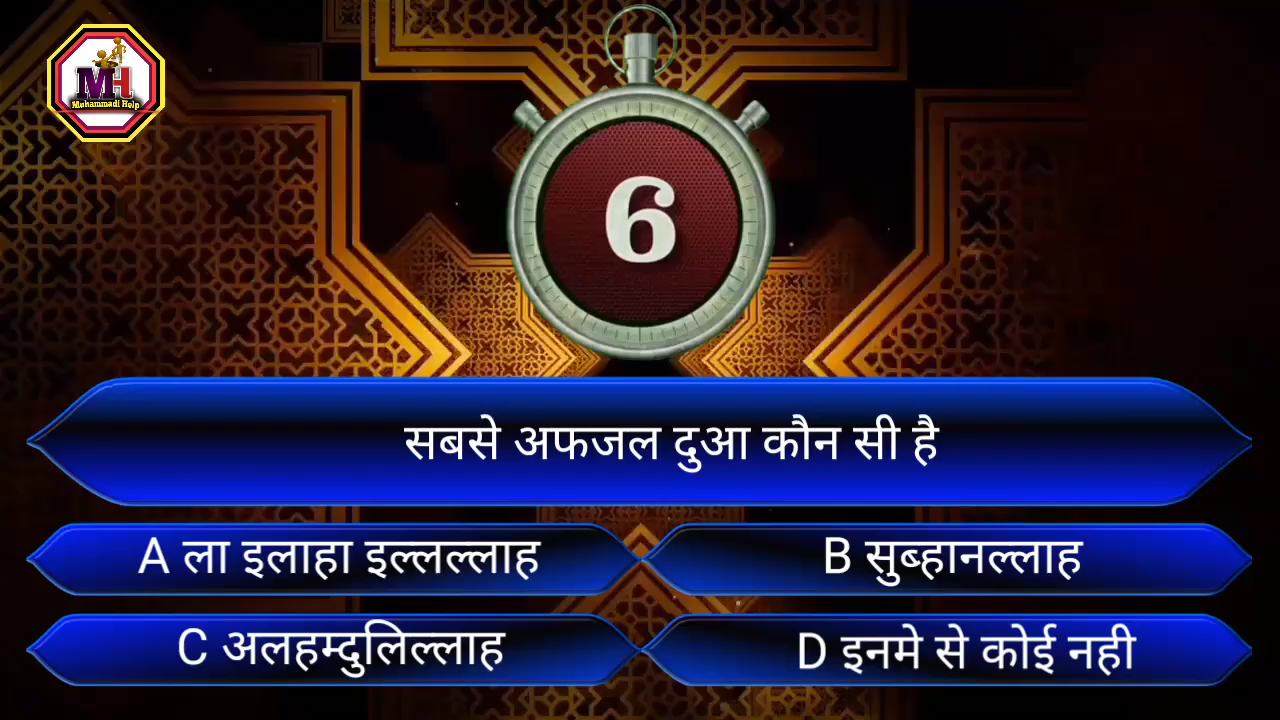 MH
Muhammadi Help
6
सबसे अफजल दुआ कौन सी है
A ला इलाहा इल्लल्लाह
B सुब्हानल्लाह
C अलहम्दुलिल्लाह
D इनमे से कोई नही